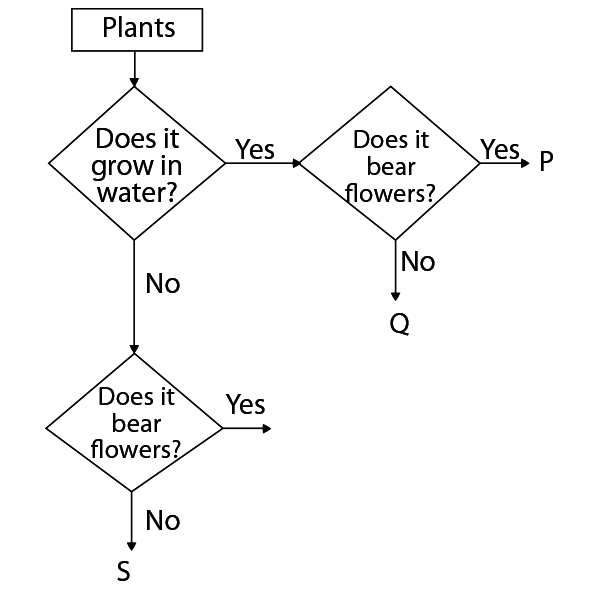 Plants
Does it
grow in
water?
Yes
Does it
bear
flowers?
Yes
P
No
Q
No
Does it
bear
flowers?
Yes
No
S